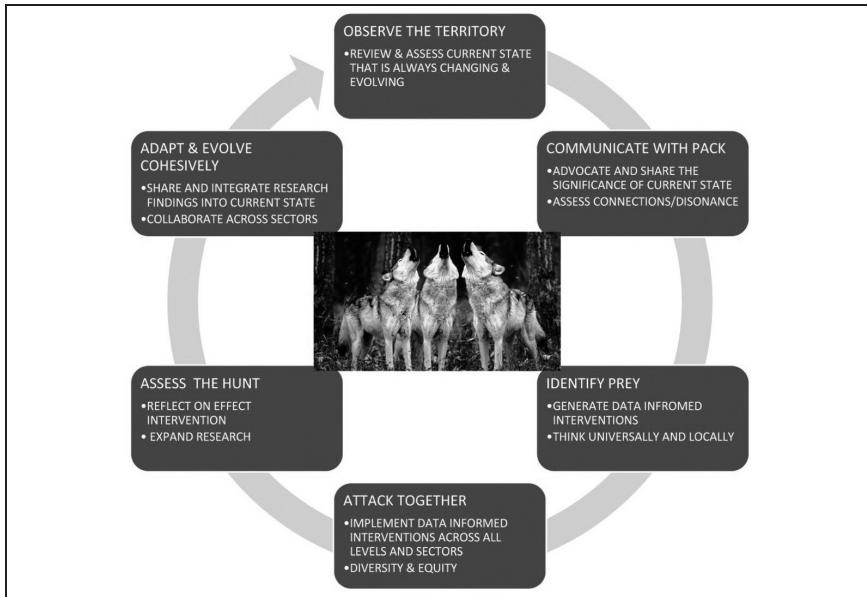 OBSERVE THE TERRITORY
•REVIEW & ASSESS CURRENT STATE
THAT IS ALWAYS CHANGING &
EVOLVING
COMMUNICATE WITH PACK
•ADVOCATE AND SHARE THE
SIGNIFICANCE OF CURRENT STATE
•ASSESS CONNECTIONS/DISONANCE
IDENTIFY PREY
•GENERATE DATA INFROMED
INTERVENTIONS
•THINK UNIVERSALLY AND LOCALLY
ATTACK TOGETHER
•IMPLEMENT DATA INFORMED
INTERVENTIONS ACROSS ALL
LEVELS AND SECTORS
•DIVERSITY & EQUITY
ASSESS THE HUNT
•REFLECT ON EFFECT
INTERVENTION
• EXPAND RESEARCH
ADAPT & EVOLVE
COHESIVELY
•SHARE AND INTEGRATE RESEARCH
FINDINGS INTO CURRENT STATE
•COLLABORATE ACROSS SECTORS